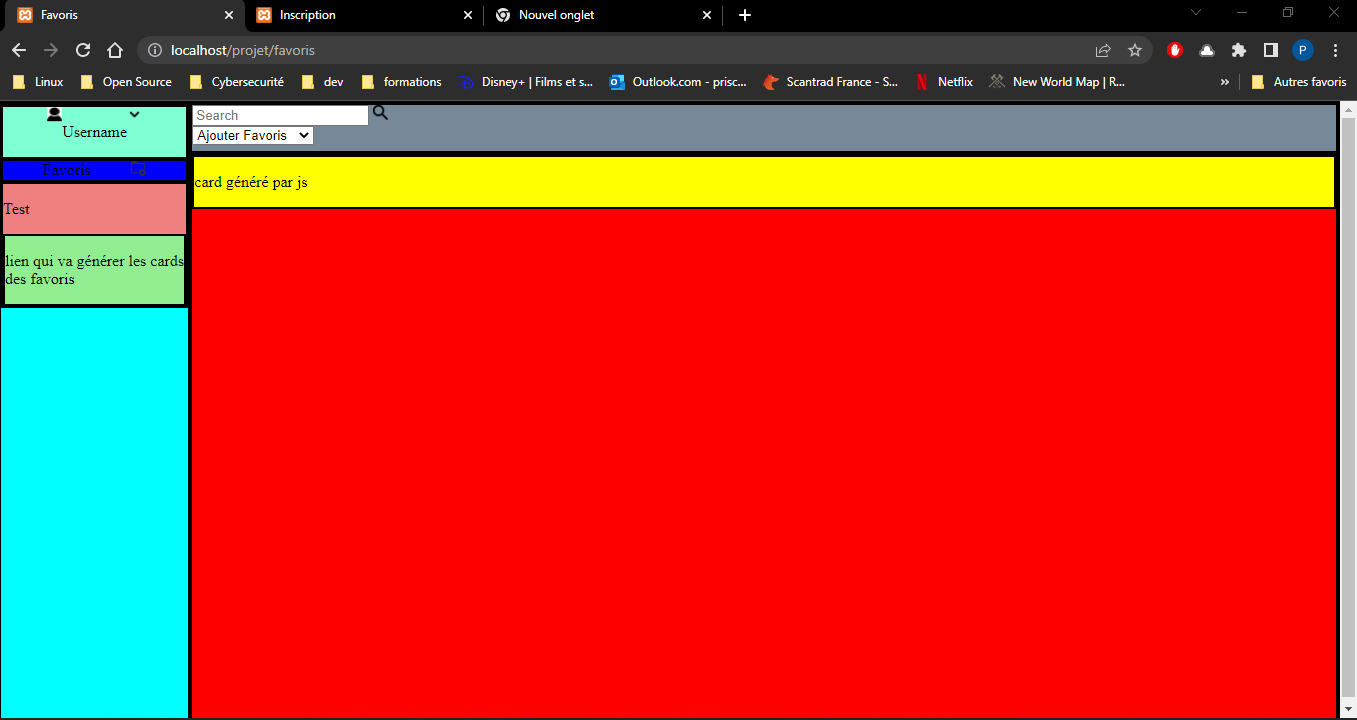 Favoris
Inscription
Nouvel onglet
localhost/projet/favoris
Linux
Open Source
Cybersecurité
dev
formations
Disney+ | Films et s...
Outlook.com - prisc...
Scantrad France - S...
Netflix
New World Map | R...
»
Autres favoris
P
Username
Search
Ajouter Favoris
Favoris
card généré par js
Test
lien qui va générer les cards
des favoris